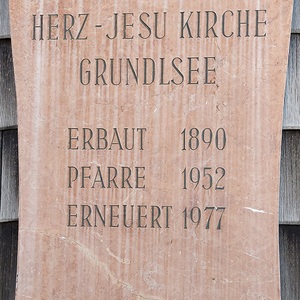 HERZ-JESU KIRCHE
GRUNDLSEE
ERBAUT 1890
PFARRE 1952
ERNEUERT 1977